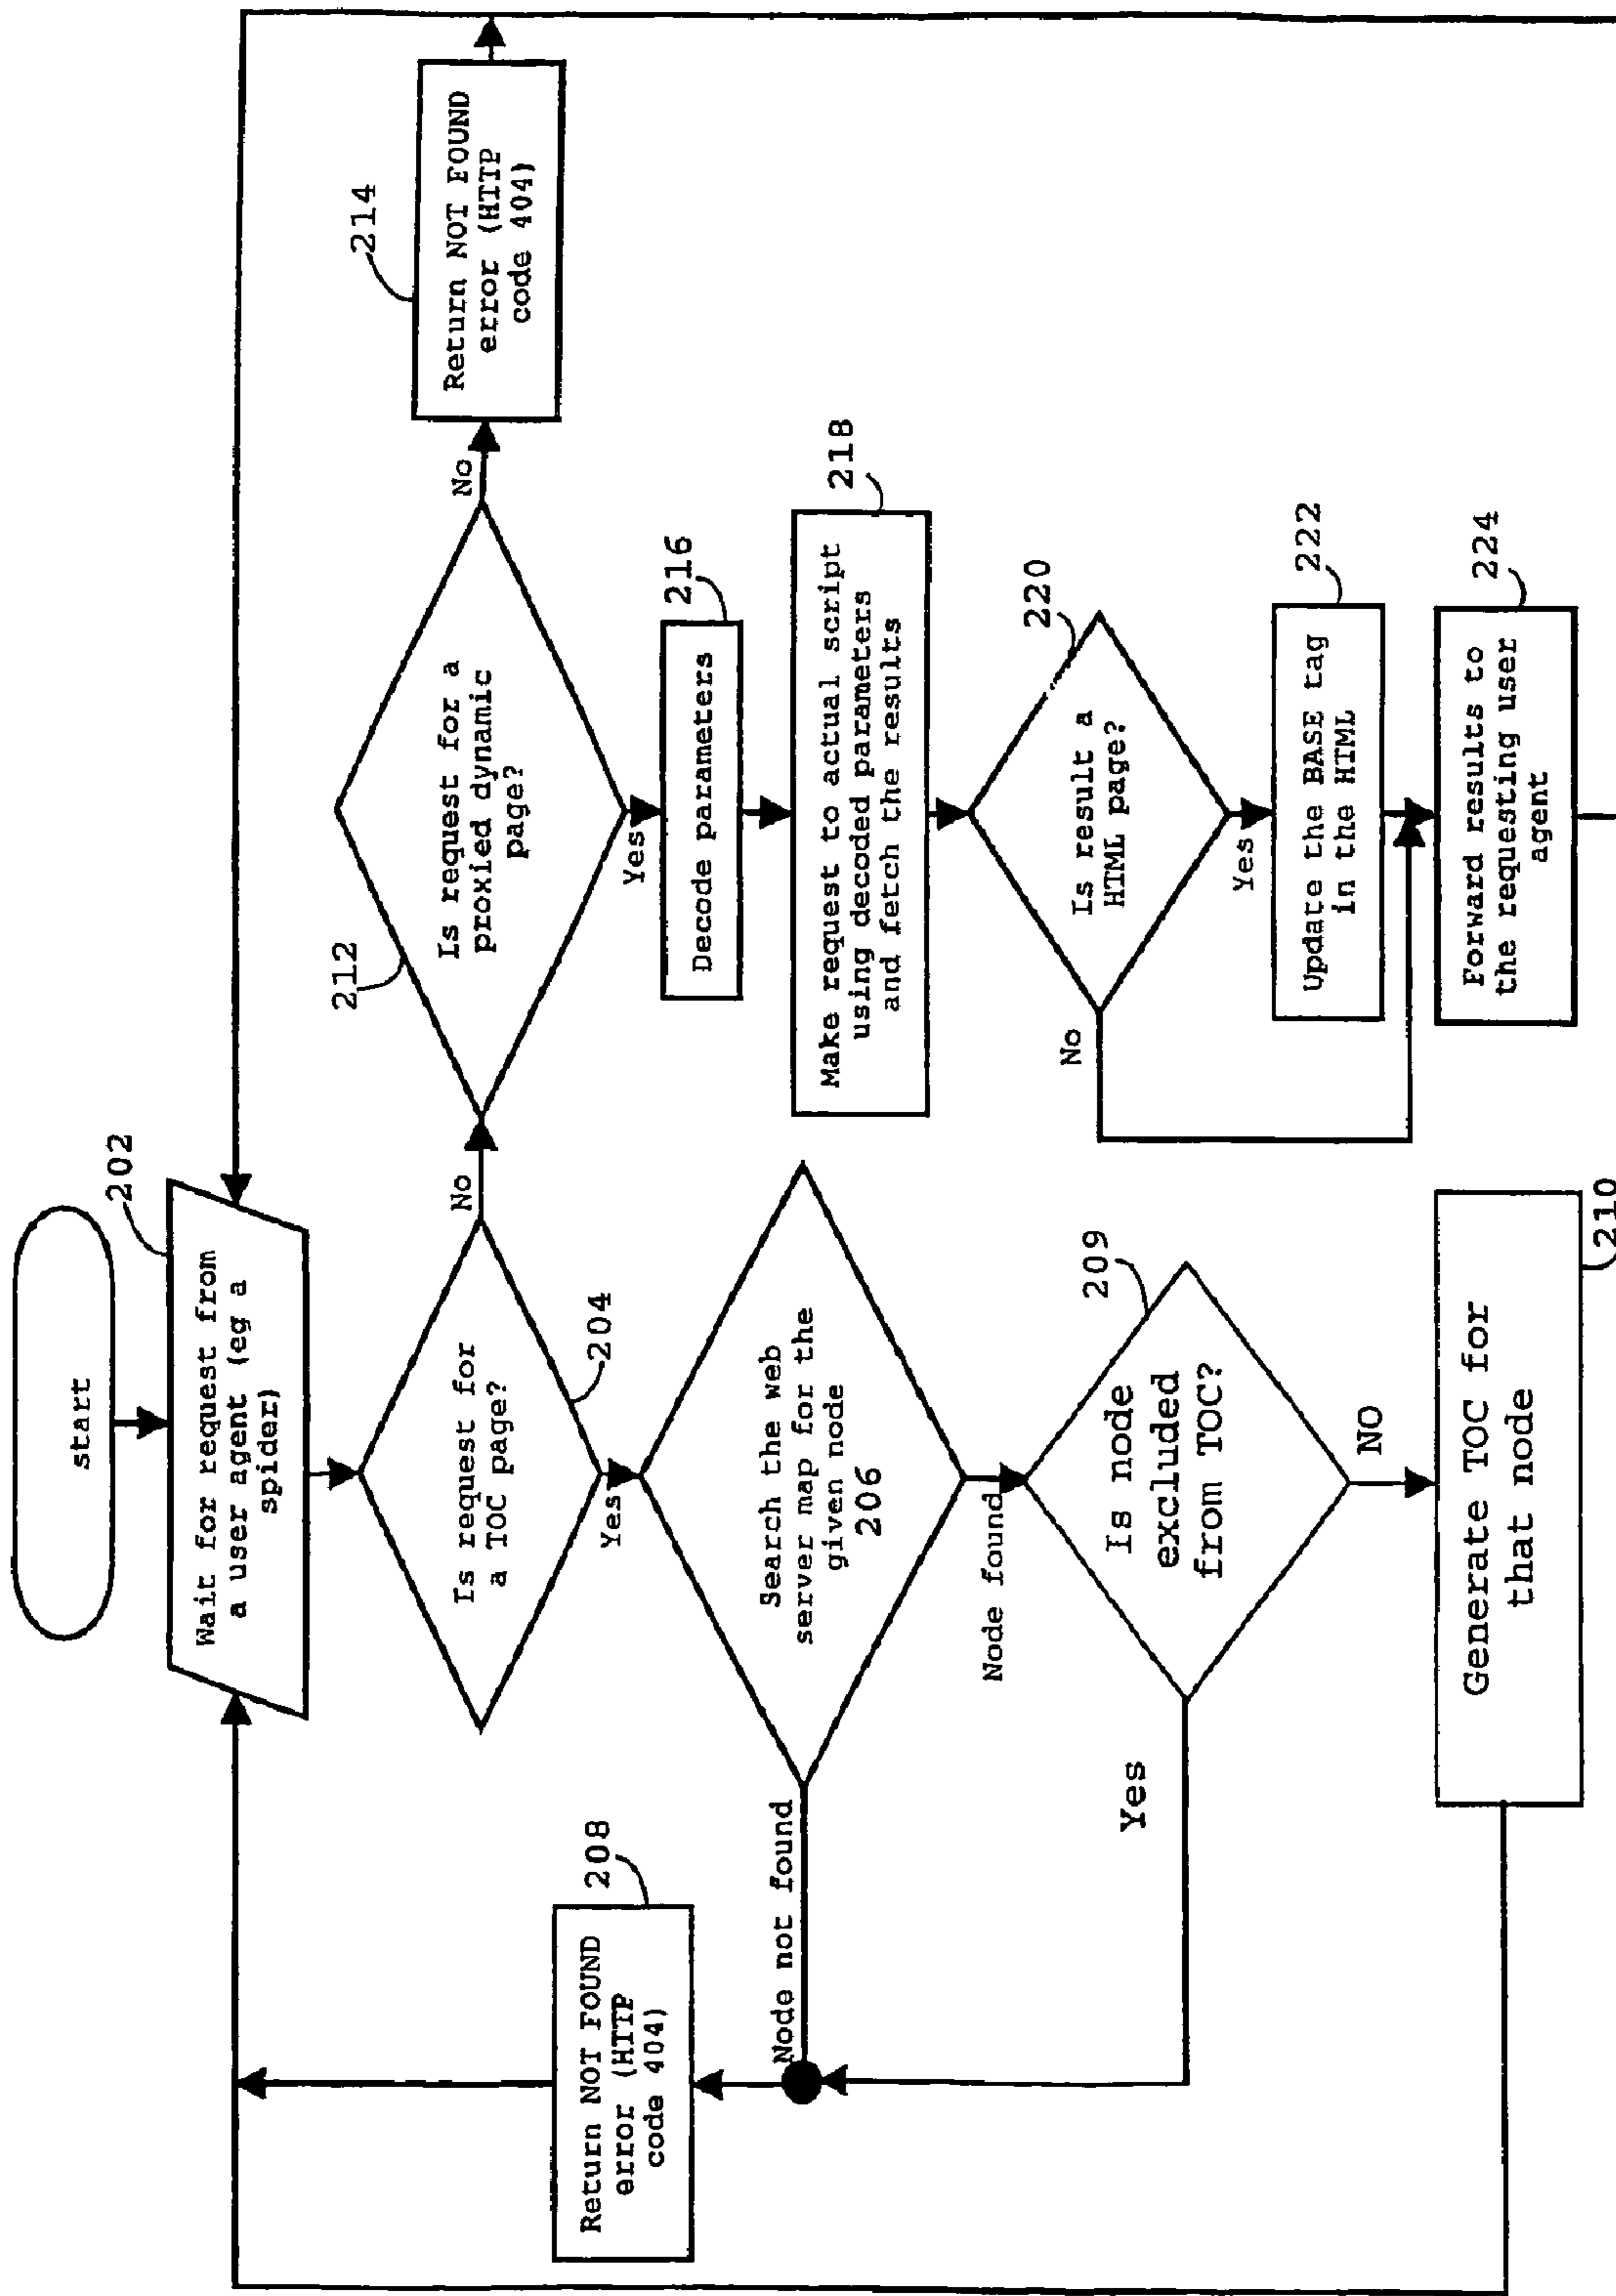 start
202
Wait for request from
a user agent (eg a
spider)
Is request for
a TOC page?
204
No
Yes
212
Is request for a
proxied dynamic
page?
No
Yes
214
Return NOT FOUND
error (HTTP
code 404)
216
Decode parameters
218
Make request to actual script
using decoded parameters
and fetch the results
220
Is result a
HTML page?
No
Yes
222
Update the BASE tag
in the HTML
224
Forward results to
the requesting user
agent
Search the web
server map for the
given node
206
Node not found
Node found
208
Return NOT FOUND
error (HTTP
code 404)
209
Is node
excluded
from TOC?
Yes
NO
Generate TOC for
that node
210